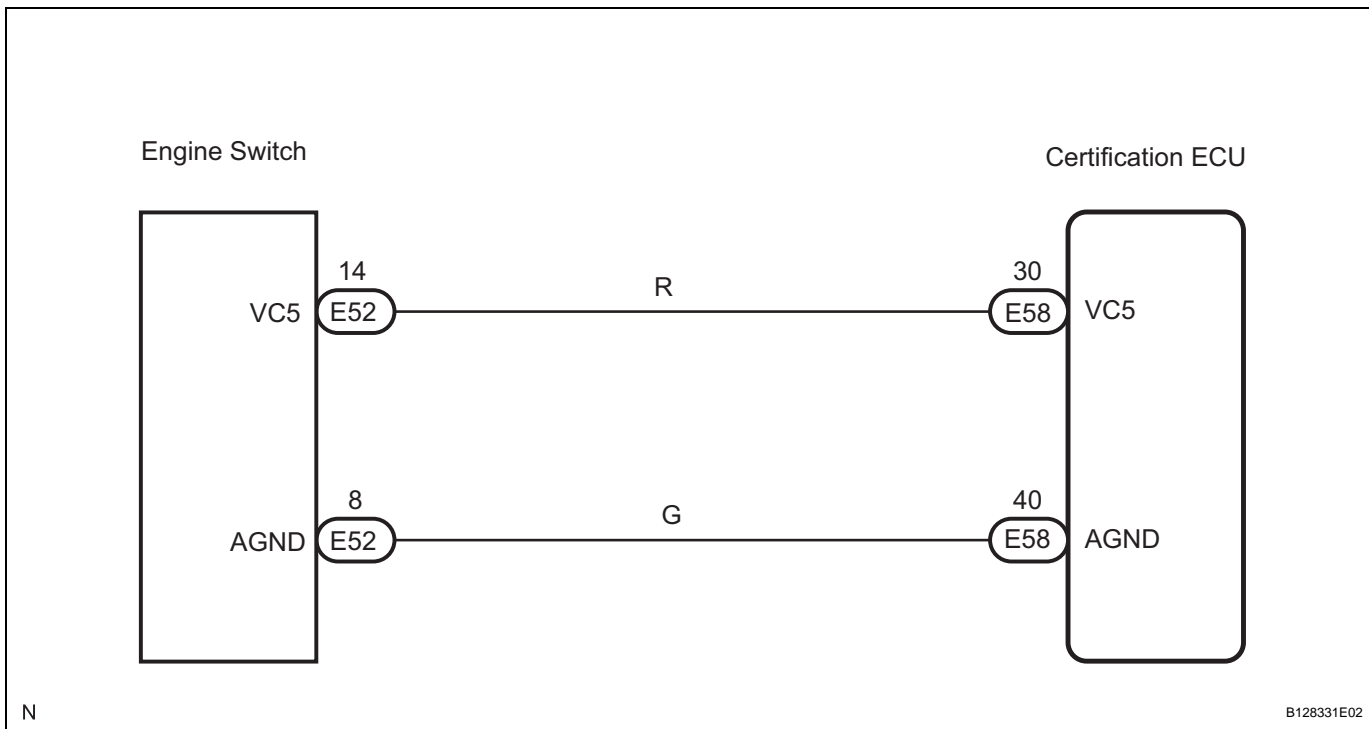 Engine Switch
Certification ECU
14
R
30
VC5
E52
E58
VC5
8
G
40
AGND
E52
E58
AGND
N
B128331E02